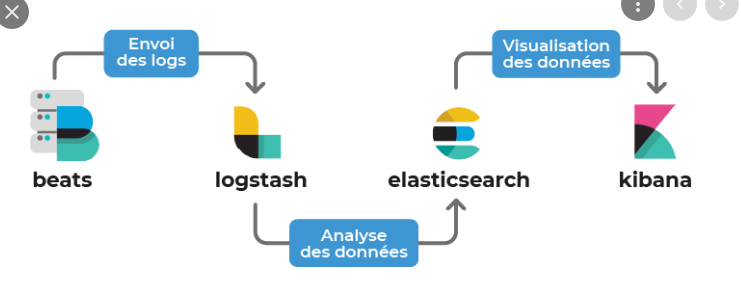 Envoi
des logs
Visualisation
des données
beats
logstash
elasticsearch
kibana
Analyse
des données